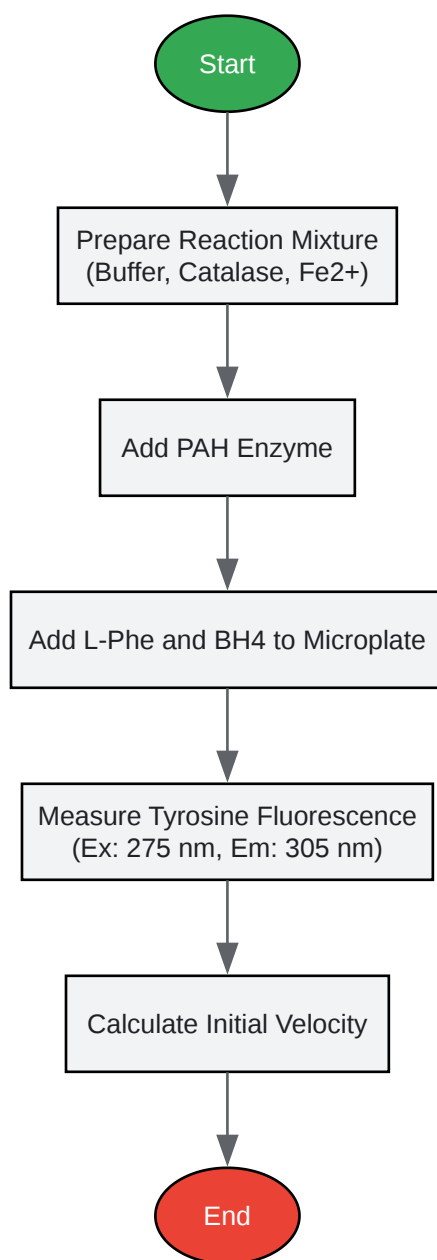 Start
Prepare Reaction Mixture
(Buffer, Catalase, Fe2+)
Add PAH Enzyme
Add L-Phe and BH4 to Microplate
Measure Tyrosine Fluorescence
(Ex: 275 nm, Em: 305 nm)
Calculate Initial Velocity
End